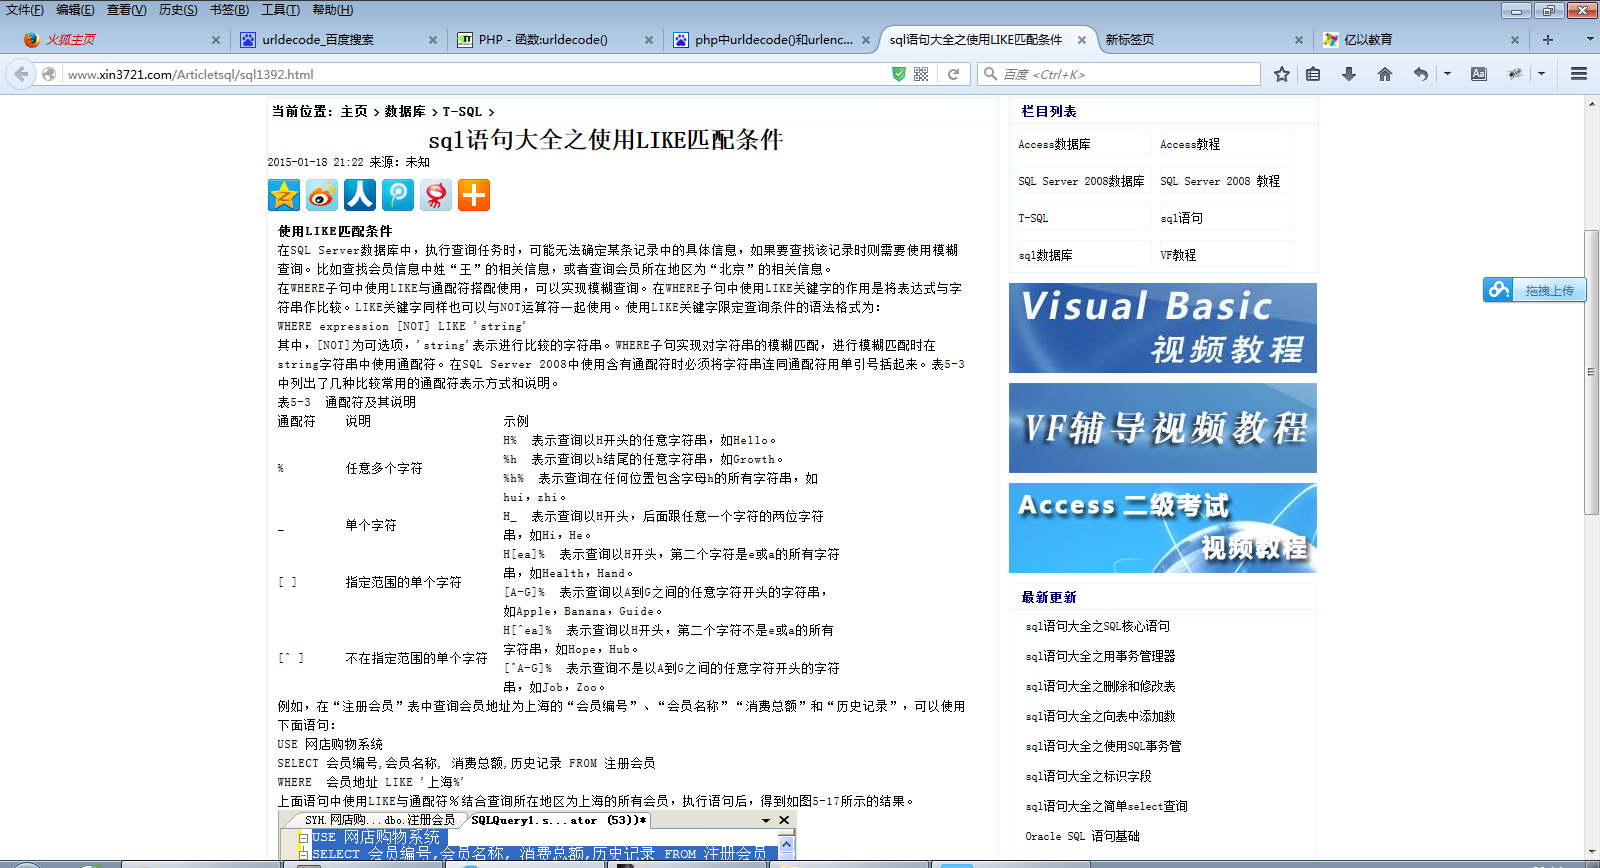 文件(F) 编辑(E) 查看(V) 历史(S) 书签(B) 工具(T) 帮助(H)
火狐主页 urldecode_百度搜索 PHP - 函数:urldecode() php中urldecode()和urlenc... sql语句大全之使用LIKE匹配条件 新标签页 亿以教育
www.xin3721.com/Articletsql/sql1392.html 百度 <Ctrl+K>
当前位置: 主页 > 数据库 > T-SQL >
sql语句大全之使用LIKE匹配条件
2015-01-18 21:22 来源: 未知
使用LIKE匹配条件
在SQL Server数据库中，执行查询任务时，可能无法确定某条记录中的具体信息，如果要查找该记录时则需要使用模糊
查询。比如查找会员信息中姓“王”的相关信息，或者查询会员所在地区为“北京”的相关信息。
在WHERE子句中使用LIKE与通配符搭配使用，可以实现模糊查询。在WHERE子句中使用LIKE关键字的作用是将表达式与字
符串作比较。LIKE关键字同样也可以与NOT运算符一起使用。使用LIKE关键字限定查询条件的语法格式为：
WHERE expression [NOT] LIKE 'string'
其中，[NOT]为可选项，'string'表示进行比较的字符串。WHERE子句实现对字符串的模糊匹配，进行模糊匹配时在
string字符串中使用通配符。在SQL Server 2008中使用含有通配符时必须将字符串连同通配符用单引号括起来。表5-3
中列出了几种比较常用的通配符表示方式和说明。
表5-3 通配符及其说明
通配符 说明 示例
% 任意多个字符
H% 表示查询以H开头的任意字符串，如Hello。
%h 表示查询以h结尾的任意字符串，如Growth。
%h% 表示查询在任何位置包含字母h的所有字符串，如
hui，zhi。
_ 单个字符
H_ 表示查询以H开头，后面跟任意一个字符的两位字符
串，如Hi，He。
[ ] 指定范围的单个字符
H[ea]% 表示查询以H开头，第二个字符是e或a的所有字符
串，如Health，Hand。
[A-G]% 表示查询以A到G之间的任意字符开头的字符串，
如Apple，Banana，Guide。
[^ ] 不在指定范围的单个字符
H[^ea]% 表示查询以H开头，第二个字符不是e或a的所有
字符串，如Hope，Hub。
[^A-G]% 表示查询不是以A到G之间的任意字符开头的字符
串，如Job，Zoo。
例如，在“注册会员”表中查询会员地址为上海的“会员编号”、“会员名称”“消费总额”和“历史记录”，可以使用
下面语句：
USE 网店购物系统
SELECT 会员编号,会员名称, 消费总额,历史记录 FROM 注册会员
WHERE 会员地址 LIKE '上海%'
上面语句中使用LIKE与通配符％结合查询所在地区为上海的所有会员，执行语句后，得到如图5-17所示的结果。
SYH.网店购...dbo.注册会员 SQLQuery1.s...ator (53))*
USE 网店购物系统
SELECT 会员编号,会员名称, 消费总额,历史记录 FROM 注册会员
栏目列表
Access数据库 Access教程
SQL Server 2008数据库 SQL Server 2008 教程
T-SQL sql语句
sql数据库 VF教程
拖拽上传
Visual Basic
视频教程
VF辅导视频教程
Access 二级考试
视频教程
最新更新
sql语句大全之SQL核心语句
sql语句大全之用事务管理器
sql语句大全之删除和修改表
sql语句大全之向表中添加数
sql语句大全之使用SQL事务管
sql语句大全之标识字段
sql语句大全之简单select查询
Oracle SQL 语句基础